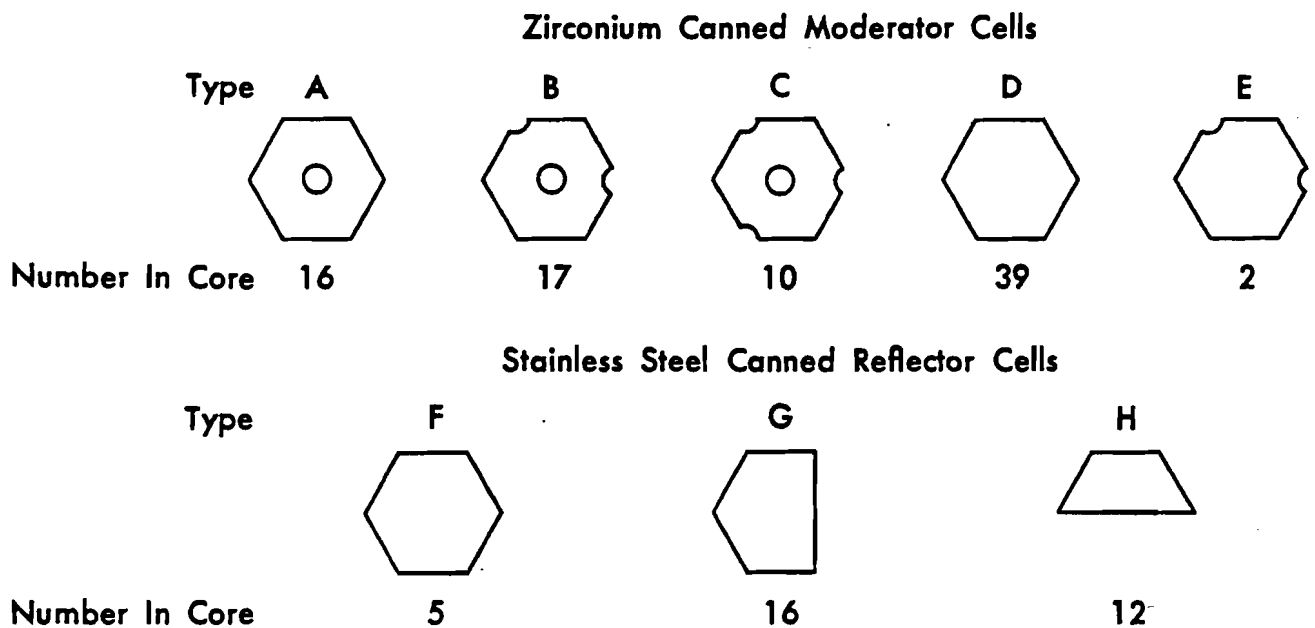 Zirconium Canned Moderator Cells
Type A B C D E
Number In Core 16 17 10 39 2
Stainless Steel Canned Reflector Cells
Type F G H
Number In Core 5 16 12